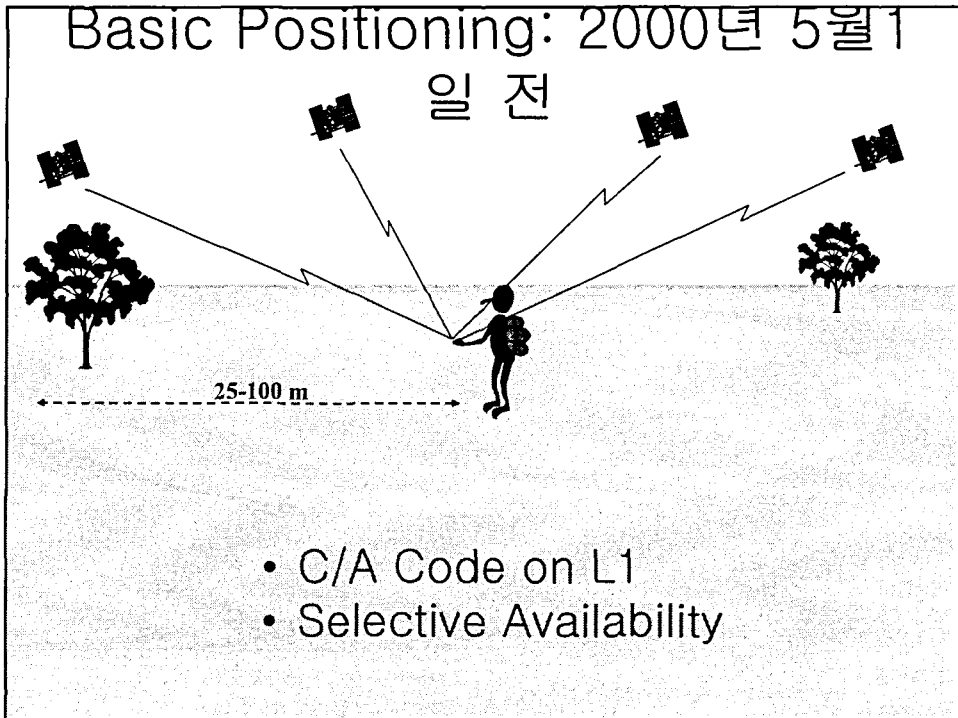 Basic Positioning: 2000년 5월1
일 전
25-100 m
• C/A Code on L1
• Selective Availability